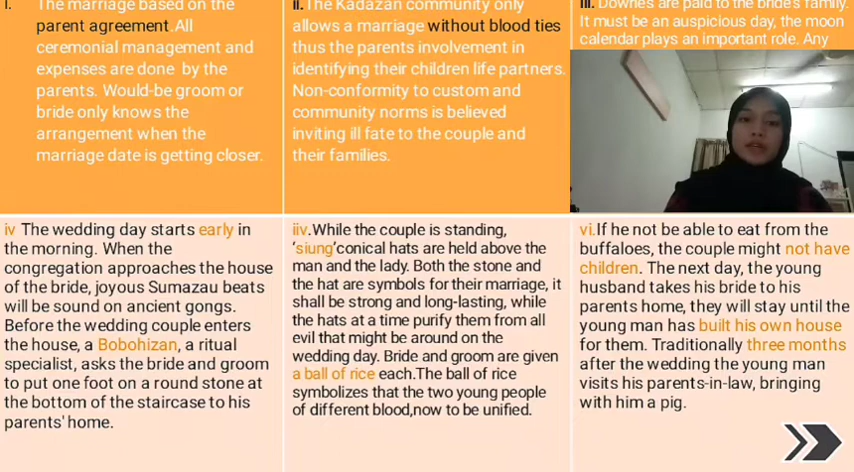 i. The marriage based on the
parent agreement.All
ceremonial management and
expenses are done by the
parents. Would-be groom or
bride only knows the
arrangement when the
marriage date is getting closer.
ii.The Kadazan community only
allows a marriage without blood ties
thus the parents involvement in
identifying their children life partners.
Non-conformity to custom and
community norms is believed
inviting ill fate to the couple and
their families.
iii. Dowries are paid to the bride's family.
It must be an auspicious day, the moon
calendar plays an important role. Any
iv The wedding day starts early in
the morning. When the
congregation approaches the house
of the bride, joyous Sumazau beats
will be sound on ancient gongs.
Before the wedding couple enters
the house, a Bobohizan, a ritual
specialist, asks the bride and groom
to put one foot on a round stone at
the bottom of the staircase to his
parents' home.
iiv.While the couple is standing,
'siung'conical hats are held above the
man and the lady. Both the stone and
the hat are symbols for their marriage, it
shall be strong and long-lasting, while
the hats at a time purify them from all
evil that might be around on the
wedding day. Bride and groom are given
a ball of rice each.The ball of rice
symbolizes that the two young people
of different blood,now to be unified.
vi.If he not be able to eat from the
buffaloes, the couple might not have
children. The next day, the young
husband takes his bride to his
parents home, they will stay until the
young man has built his own house
for them. Traditionally three months
after the wedding the young man
visits his parents-in-law, bringing
with him a pig.